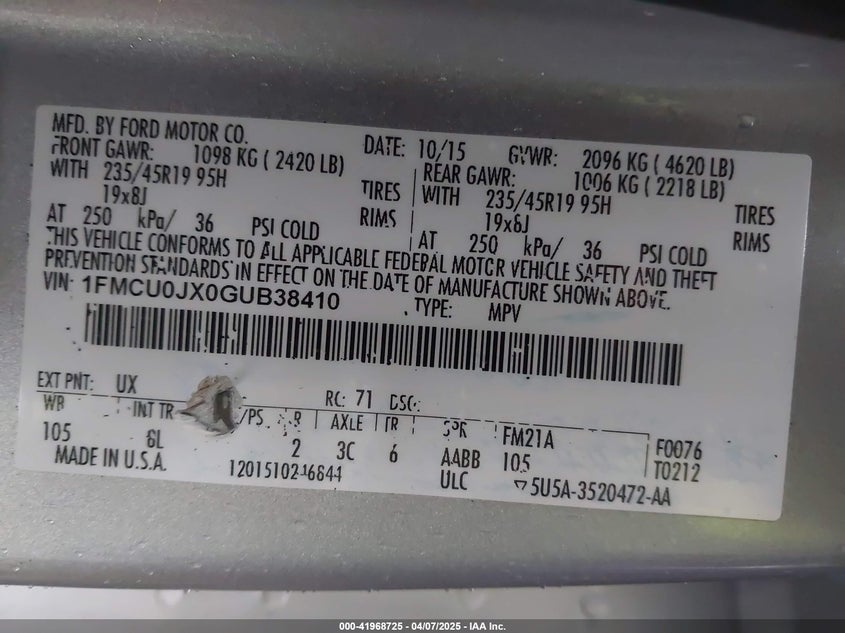 MFD. BY FORD MOTOR CO. DATE: 10/15 GVWR: 2096 KG ( 4620 LB)
FRONT GAWR: 1098 KG ( 2420 LB) REAR GAWR: 1006 KG ( 2218 LB)
WITH 235/45R19 95H TIRES WITH 235/45R19 95H TIRES
19x8J RIMS 19x8J RIMS
AT 250 kPa/ 36 PSI COLD AT 250 kPa/ 36 PSI COLD
THIS VEHICLE CONFORMS TO ALL APPLICABLE FEDERAL MOTOR VEHICLE SAFETY AND THEFT
PREVENTION STANDARDS IN EFFECT ON THE DATE OF MANUFACTURE SHOWN ABOVE.
VIN: 1FMCU0JX0GUB38410 TYPE: MPV
EXT PNT: UX RC: 71 DSO:
WB INT TR /PS R AXLE TR SPR FM21A F0076
105 6L 2 3C 6 AABB 105 T0212
MADE IN U.S.A. ULC ▽5U5A-3520472-AA
000-41968725 - 04/07/2025 - IAA Inc.